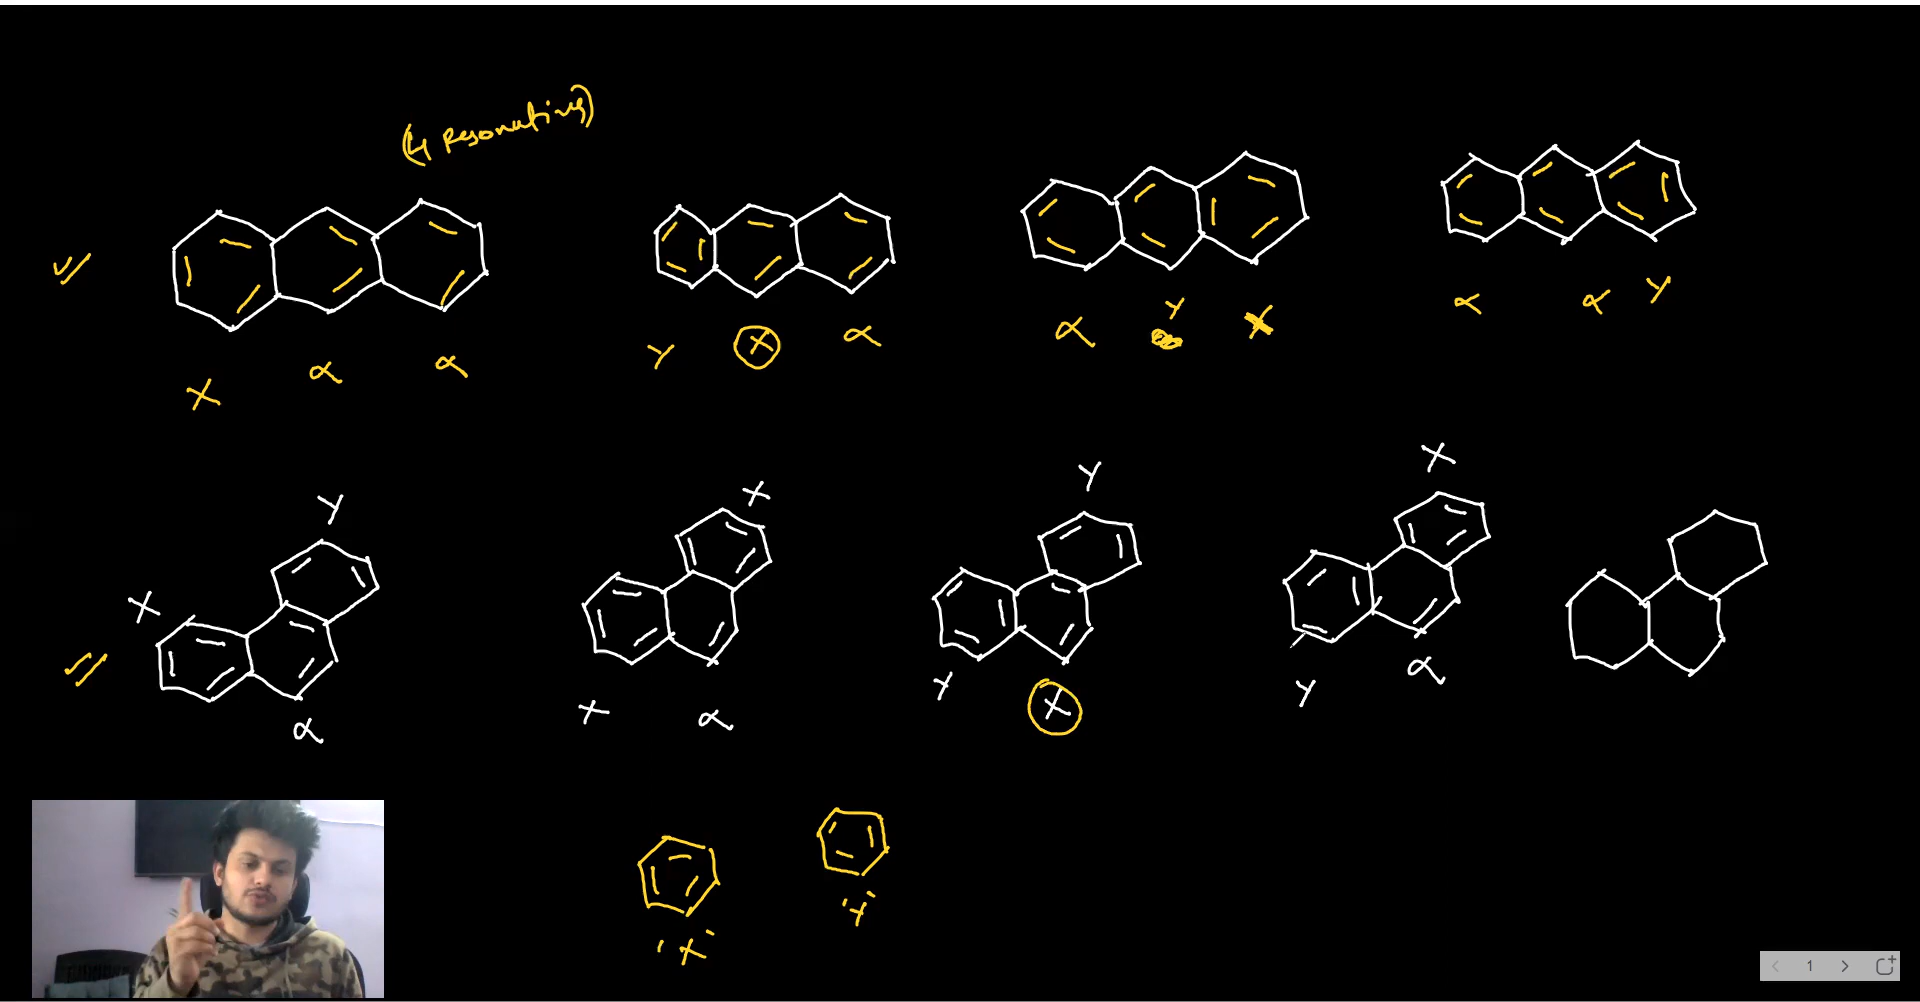 (4 Resonating)
X α α
Y X α
α Y X
α α Y
X Y α
X X α
Y Y X
X Y α
'X'
'Y'
1